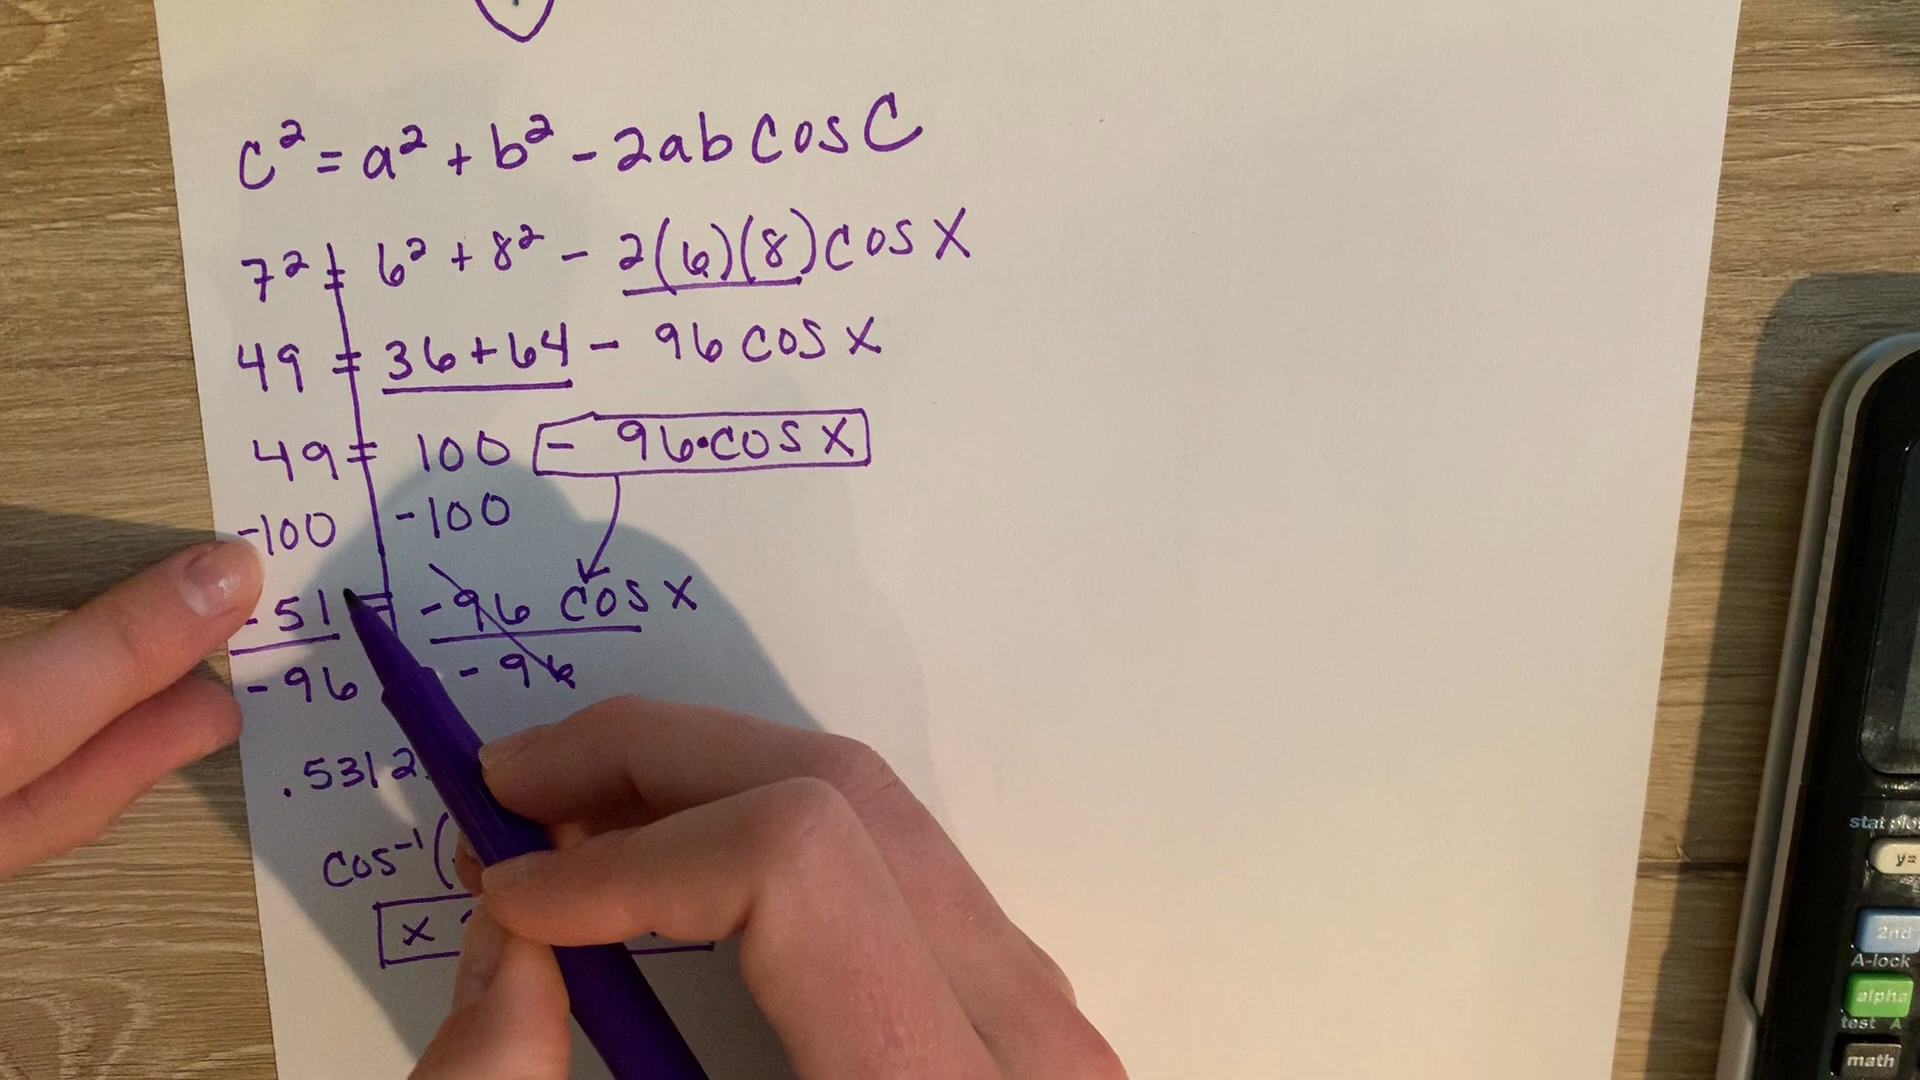 c² = a² + b² - 2ab cos C
7² = 6² + 8² - 2(6)(8) cos X
49 = 36 + 64 - 96 cos x
49 = 100 - 96·cos x
-100 -100
-51 = -96 cos x
-96 -96
.5312
cos⁻¹(
x
stat plo
y=
2nd
A-lock
alpha
test A
math